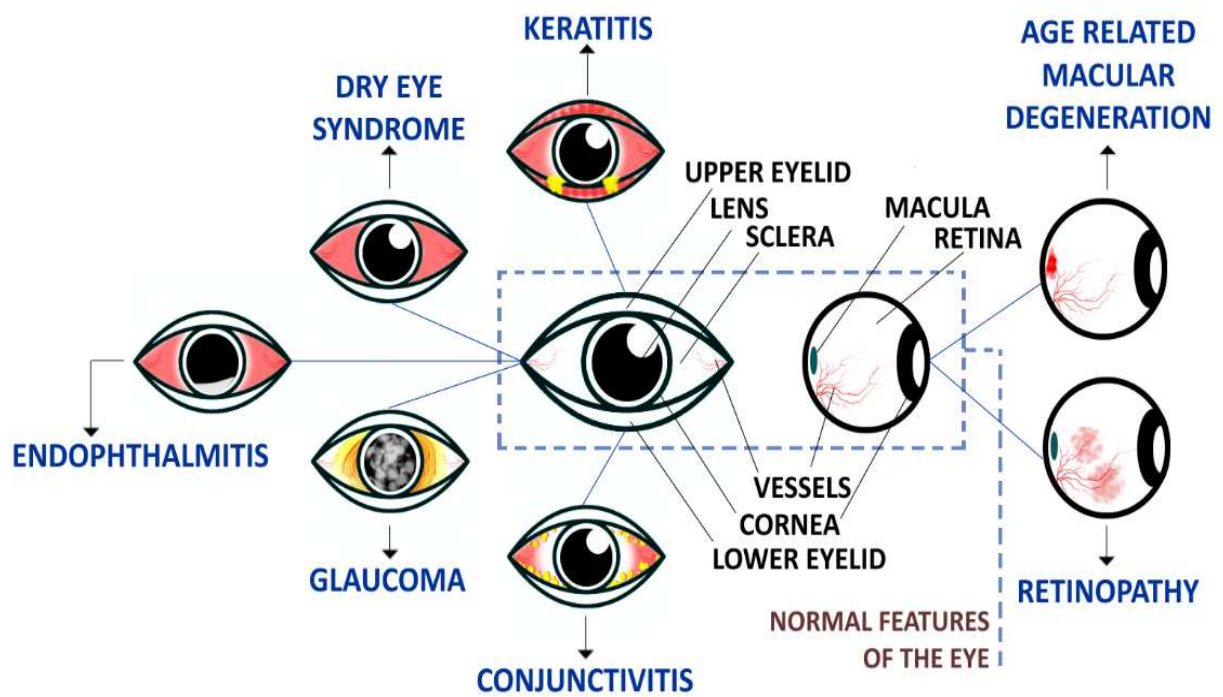 KERATITIS
AGE RELATED
MACULAR
DEGENERATION
DRY EYE
SYNDROME
UPPER EYELID
LENS
SCLERA
MACULA
RETINA
ENDOPHTHALMITIS
VESSELS
CORNEA
LOWER EYELID
GLAUCOMA
RETINOPATHY
NORMAL FEATURES
OF THE EYE
CONJUNCTIVITIS